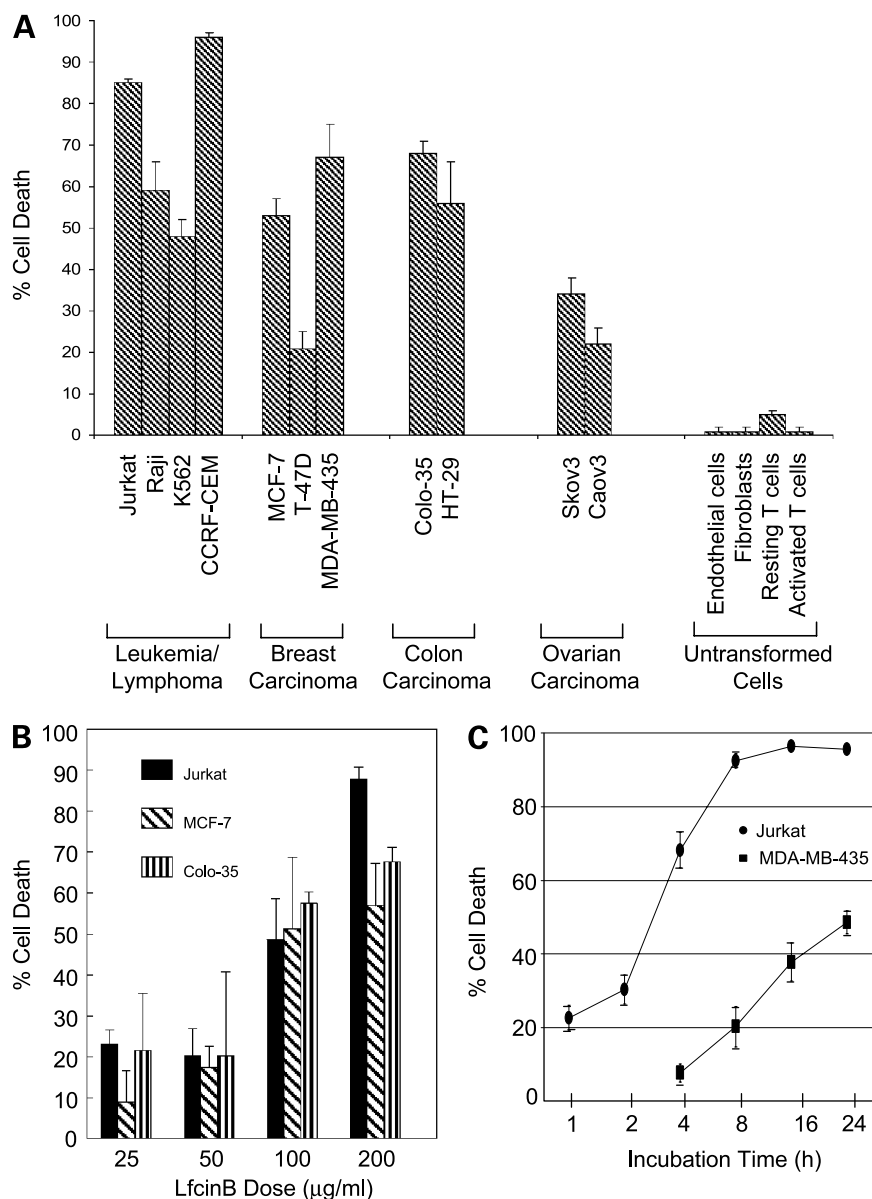 A
100
90
80
70
60
50
40
30
20
10
0
% Cell Death
Jurkat
Raji
K562
CCRF-CEM
MCF-7
T-47D
MDA-MB-435
Colo-35
HT-29
Skov3
Caov3
Endothelial cells
Fibroblasts
Resting T cells
Activated T cells
Leukemia/
Lymphoma
Breast
Carcinoma
Colon
Carcinoma
Ovarian
Carcinoma
Untransformed
Cells
B
100
90
80
70
60
50
40
30
20
10
0
% Cell Death
Jurkat
MCF-7
Colo-35
25 50 100 200
LfcinB Dose (μg/ml)
C
100
80
60
40
20
0
% Cell Death
Jurkat
MDA-MB-435
1 2 4 8 16 24
Incubation Time (h)